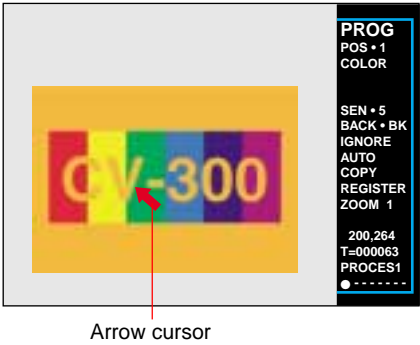 CV-300
PROG
POS • 1
COLOR
SEN • 5
BACK • BK
IGNORE
AUTO
COPY
REGISTER
ZOOM 1
200,264
T=000063
PROCES1
● - - - - - - -
Arrow cursor